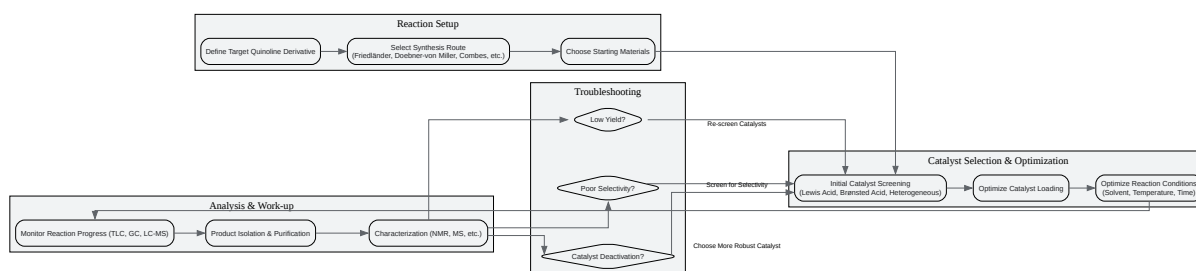 Reaction Setup
Define Target Quinoline Derivative
Select Synthesis Route
(Friedländer, Doebner-von Miller, Combes, etc.)
Choose Starting Materials
Troubleshooting
Low Yield?
Re-screen Catalysts
Poor Selectivity?
Screen for Selectivity
Catalyst Deactivation?
Choose More Robust Catalyst
Catalyst Selection & Optimization
Initial Catalyst Screening
(Lewis Acid, Brønsted Acid, Heterogeneous)
Optimize Catalyst Loading
Optimize Reaction Conditions
(Solvent, Temperature, Time)
Analysis & Work-up
Monitor Reaction Progress (TLC, GC, LC-MS)
Product Isolation & Purification
Characterization (NMR, MS, etc.)